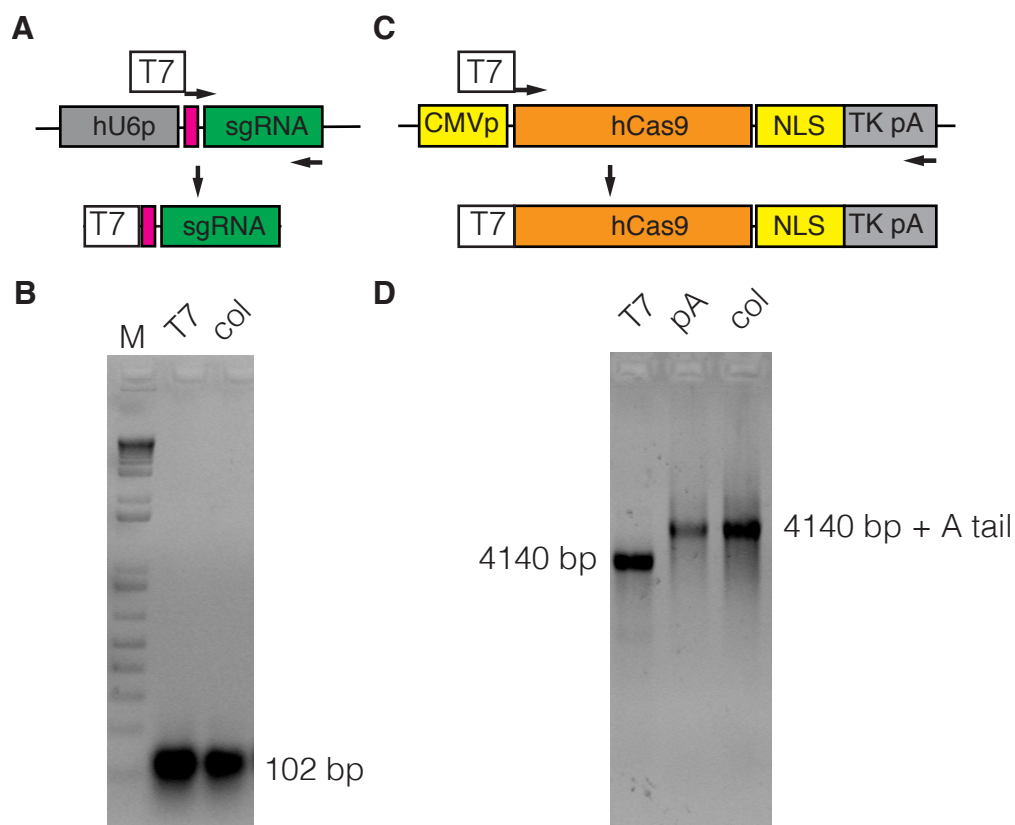 A
T7
hU6p
sgRNA
T7
sgRNA
C
T7
CMVp
hCas9
NLS
TK pA
T7
hCas9
NLS
TK pA
B
M
T7
col
102 bp
D
T7
pA
col
4140 bp
4140 bp + A tail